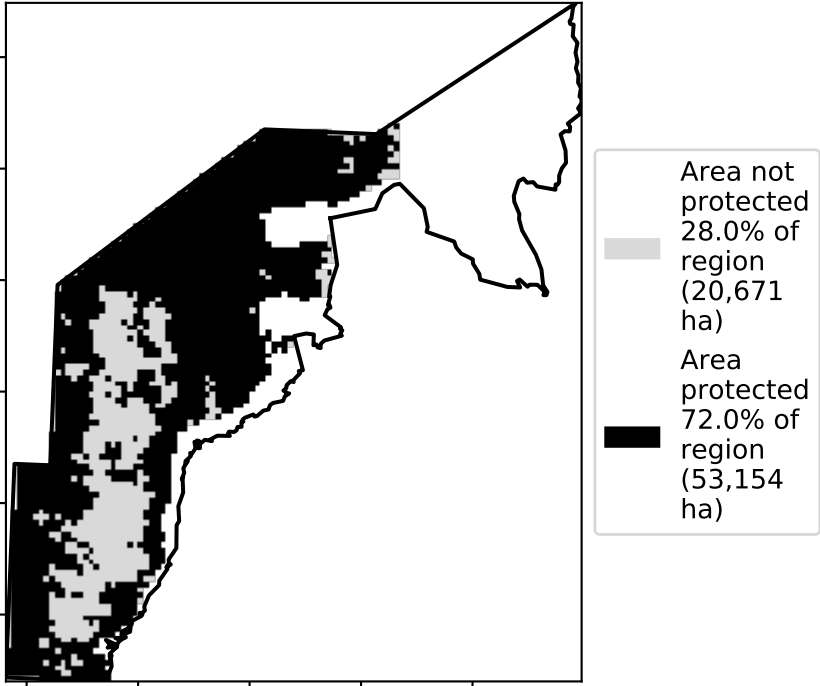 Area not
protected
28.0% of
region
(20,671
ha)
Area
protected
72.0% of
region
(53,154
ha)